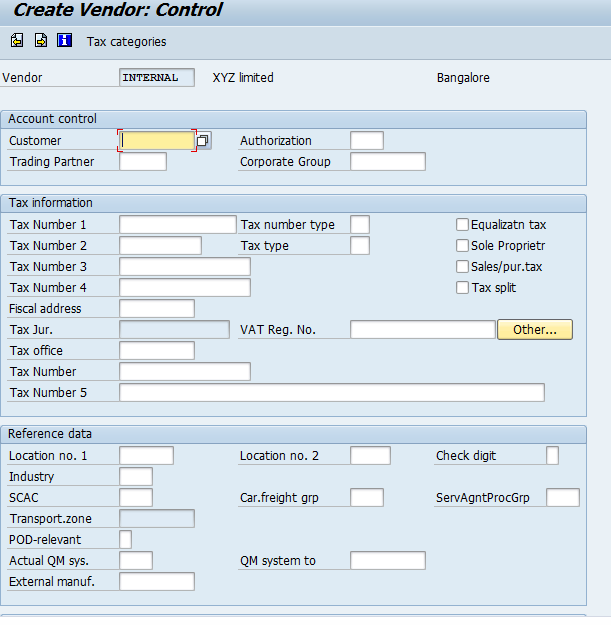 Create Vendor: Control
Tax categories
Vendor INTERNAL XYZ limited Bangalore
Account control
Customer Authorization
Trading Partner Corporate Group
Tax information
Tax Number 1 Tax number type Equalizatn tax
Tax Number 2 Tax type Sole Proprietr
Tax Number 3 Sales/pur.tax
Tax Number 4 Tax split
Fiscal address
Tax Jur. VAT Reg. No. Other...
Tax office
Tax Number
Tax Number 5
Reference data
Location no. 1 Location no. 2 Check digit
Industry
SCAC Car.freight grp ServAgntProcGrp
Transport.zone
POD-relevant
Actual QM sys. QM system to
External manuf.